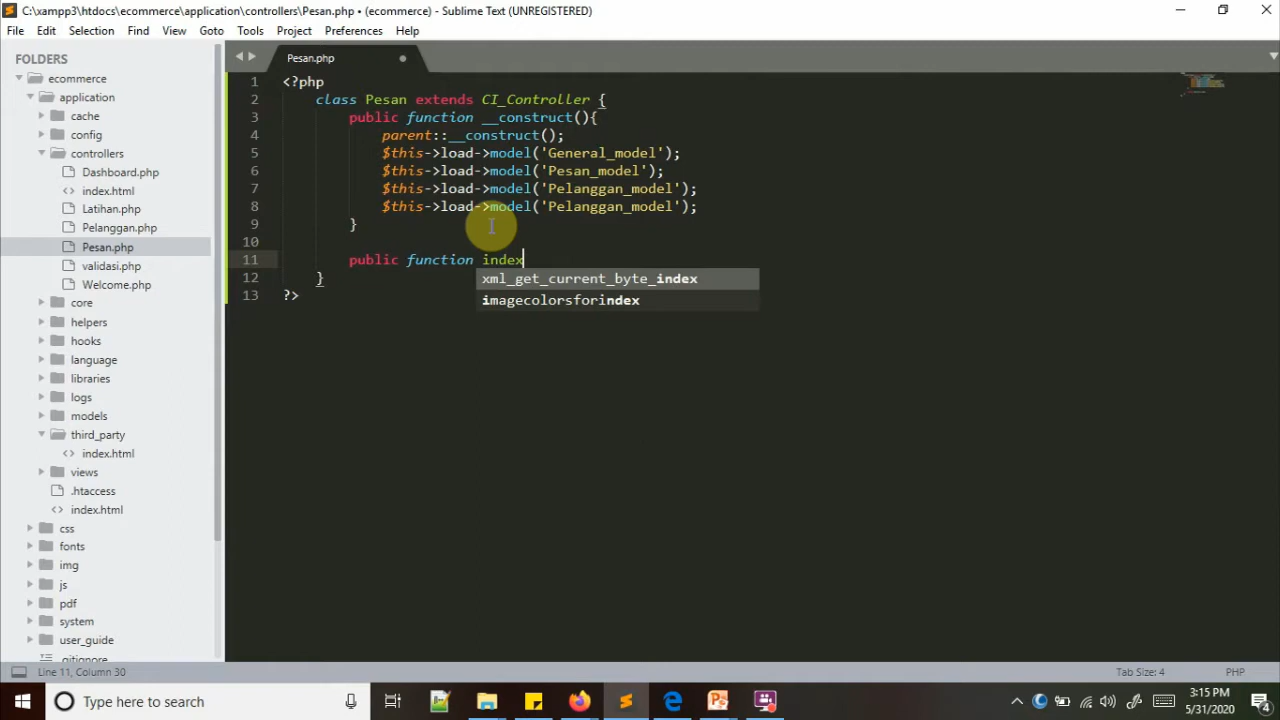 C:\xampp3\htdocs\ecommerce\application\controllers\Pesan.php • (ecommerce) - Sublime Text (UNREGISTERED)
File Edit Selection Find View Goto Tools Project Preferences Help
FOLDERS
ecommerce
application
cache
config
controllers
Dashboard.php
<> index.html
Latihan.php
Pelanggan.php
Pesan.php
validasi.php
Welcome.php
core
helpers
hooks
language
libraries
logs
models
third_party
<> index.html
views
.htaccess
<> index.html
css
fonts
img
js
pdf
system
user_guide
.gitignore
Pesan.php
1 <?php
2 class Pesan extends CI_Controller {
3 public function __construct(){
4 parent::__construct();
5 $this->load->model('General_model');
6 $this->load->model('Pesan_model');
7 $this->load->model('Pelanggan_model');
8 $this->load->model('Pelanggan_model');
9 }
10
11 public function index
xml_get_current_byte_index
12 }
imagecolorsforindex
13 ?>
Line 11, Column 30
Tab Size: 4
PHP
Type here to search
3:15 PM
5/31/2020
4